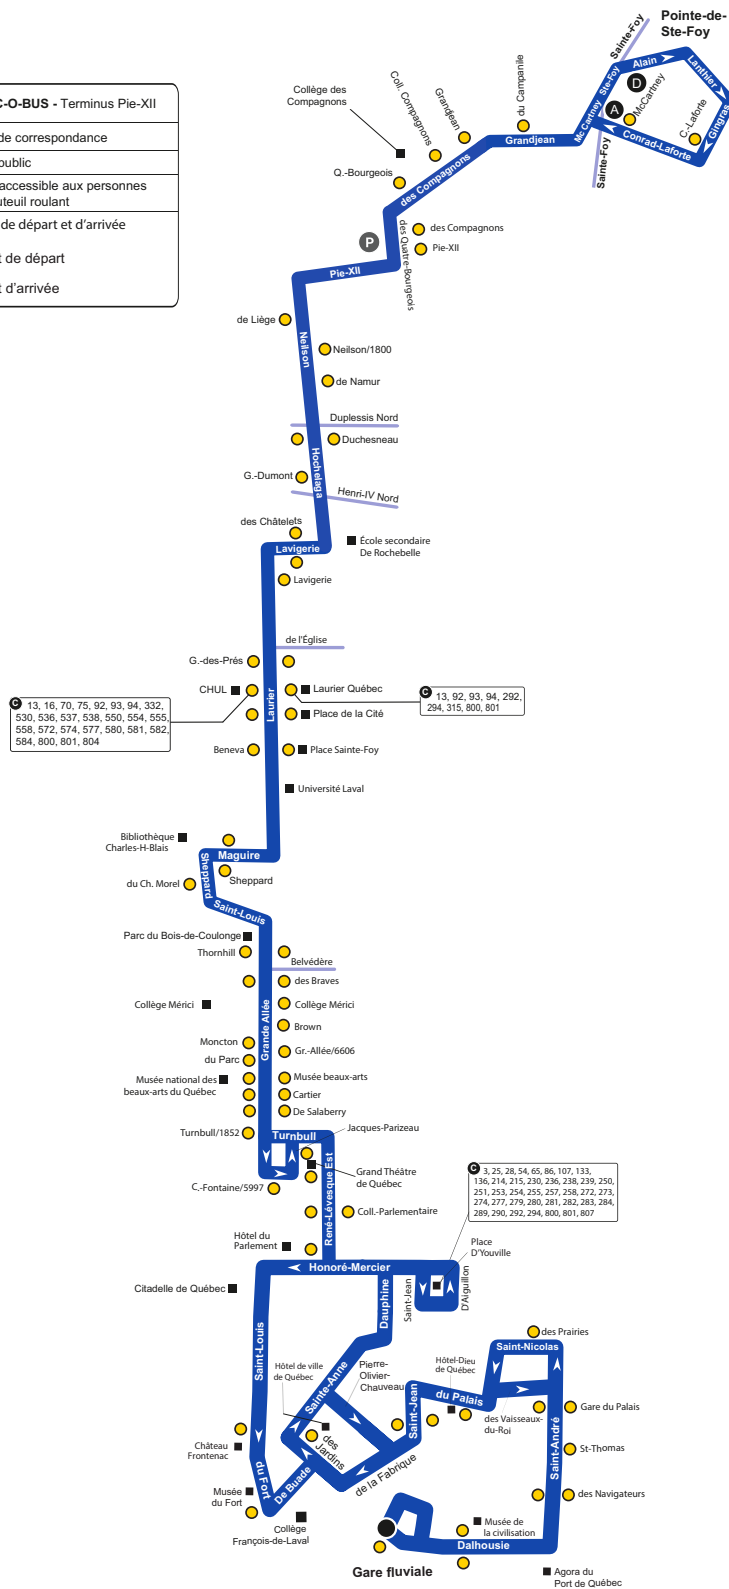 Pointe-de-
Ste-Foy
Sainte-Foy
Alain
Lanthier
Gingras
D
McCartney
A
C.-Laforte
Conrad-Laforte
Mc Cartney
Ste-Foy
Sainte-Foy
C-O-BUS - Terminus Pie-XII
de correspondance
public
accessible aux personnes
uteuil roulant
de départ et d'arrivée
t de départ
t d'arrivée
Collège des
Compagnons
Coll. Compagnons
Grandjean
du Campanile
Grandjean
Q.-Bourgeois
des Compagnons
des Quatre-Bourgeois
des Compagnons
Pie-XII
P
Pie-XII
de Liège
Neilson
Neilson/1800
de Namur
Duplessis Nord
Duchesneau
Hochelaga
G.-Dumont
Henri-IV Nord
des Châtelets
Lavigerie
École secondaire
De Rochebelle
Lavigerie
de l'Église
G.-des-Prés
CHUL
Laurier
Laurier Québec
Place de la Cité
C 13, 16, 70, 75, 92, 93, 94, 332,
530, 536, 537, 538, 550, 554, 555,
558, 572, 574, 577, 580, 581, 582,
584, 800, 801, 804
C 13, 92, 93, 94, 292,
294, 315, 800, 801
Beneva
Place Sainte-Foy
Université Laval
Bibliothèque
Charles-H-Blais
Maguire
Sheppard
Sheppard
du Ch. Morel
Saint-Louis
Parc du Bois-de-Coulonge
Thornhill
Belvédère
des Braves
Collège Mérici
Collège Mérici
Grande Allée
Brown
Moncton
Gr.-Allée/6606
du Parc
Musée national des
beaux-arts du Québec
Musée beaux-arts
Cartier
De Salaberry
Turnbull/1852
Turnbull
Jacques-Parizeau
C.-Fontaine/5997
Grand Théâtre
de Québec
René-Lévesque Est
Coll.-Parlementaire
Hôtel du
Parlement
C 3, 25, 28, 54, 65, 86, 107, 133,
136, 214, 215, 230, 236, 238, 239, 250,
251, 253, 254, 255, 257, 258, 272, 273,
274, 277, 279, 280, 281, 282, 283, 284,
289, 290, 292, 294, 800, 801, 807
Place
D'Youville
Honoré-Mercier
Saint-Jean
D'Aiguillon
Citadelle de Québec
Dauphine
Saint-Louis
Hôtel de ville
de Québec
Sainte-Anne
Pierre-
Olivier-
Chauveau
Hôtel-Dieu
de Québec
des Prairies
Saint-Nicolas
du Palais
Saint-Jean
des Vaisseaux-
du-Roi
Gare du Palais
des
Jardins
de la Fabrique
Saint-André
St-Thomas
Château
Frontenac
du Fort
De Buade
Musée
du Fort
des Navigateurs
Collège
François-de-Laval
Musée de
la civilisation
Dalhousie
Gare fluviale
Agora du
Port de Québec